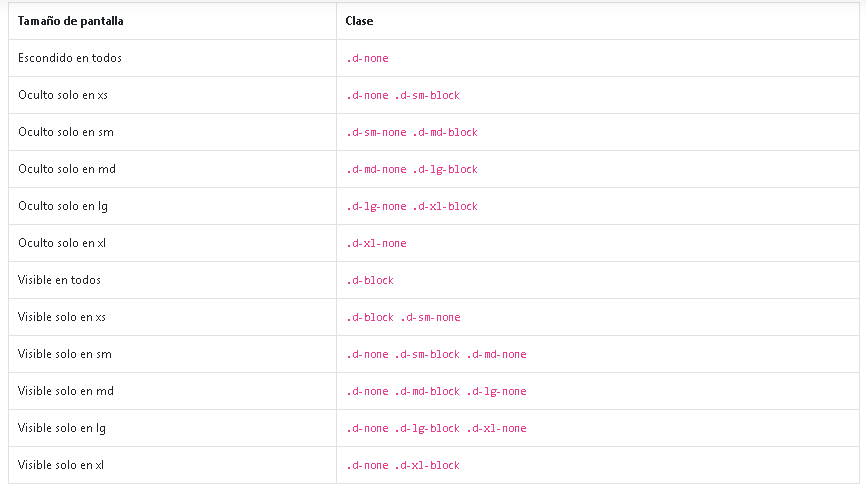 Tamaño de pantalla Clase
Escondido en todos .d-none
Oculto solo en xs .d-none .d-sm-block
Oculto solo en sm .d-sm-none .d-md-block
Oculto solo en md .d-md-none .d-lg-block
Oculto solo en lg .d-lg-none .d-xl-block
Oculto solo en xl .d-xl-none
Visible en todos .d-block
Visible solo en xs .d-block .d-sm-none
Visible solo en sm .d-none .d-sm-block .d-md-none
Visible solo en md .d-none .d-md-block .d-lg-none
Visible solo en lg .d-none .d-lg-block .d-xl-none
Visible solo en xl .d-none .d-xl-block